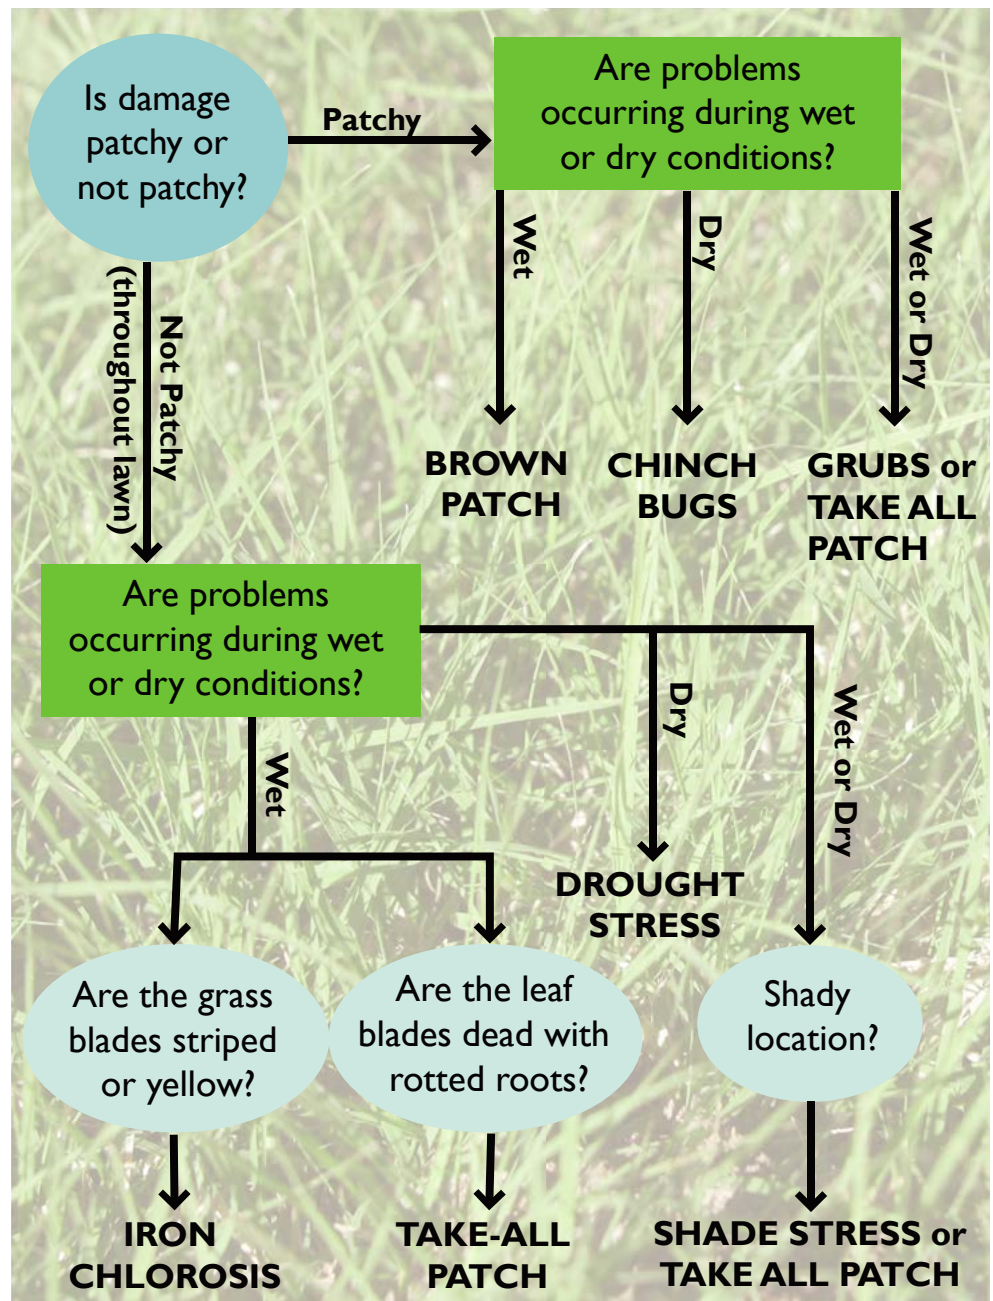 Is damage
patchy or
not patchy?
Patchy
Are problems
occurring during wet
or dry conditions?
Wet
Dry
Wet or Dry
Not Patchy
(throughout lawn)
BROWN
PATCH
CHINCH
BUGS
GRUBS or
TAKE ALL
PATCH
Are problems
occurring during wet
or dry conditions?
Wet
Dry
Wet or Dry
DROUGHT
STRESS
Are the grass
blades striped
or yellow?
Are the leaf
blades dead with
rotted roots?
Shady
location?
IRON
CHLOROSIS
TAKE-ALL
PATCH
SHADE STRESS or
TAKE ALL PATCH